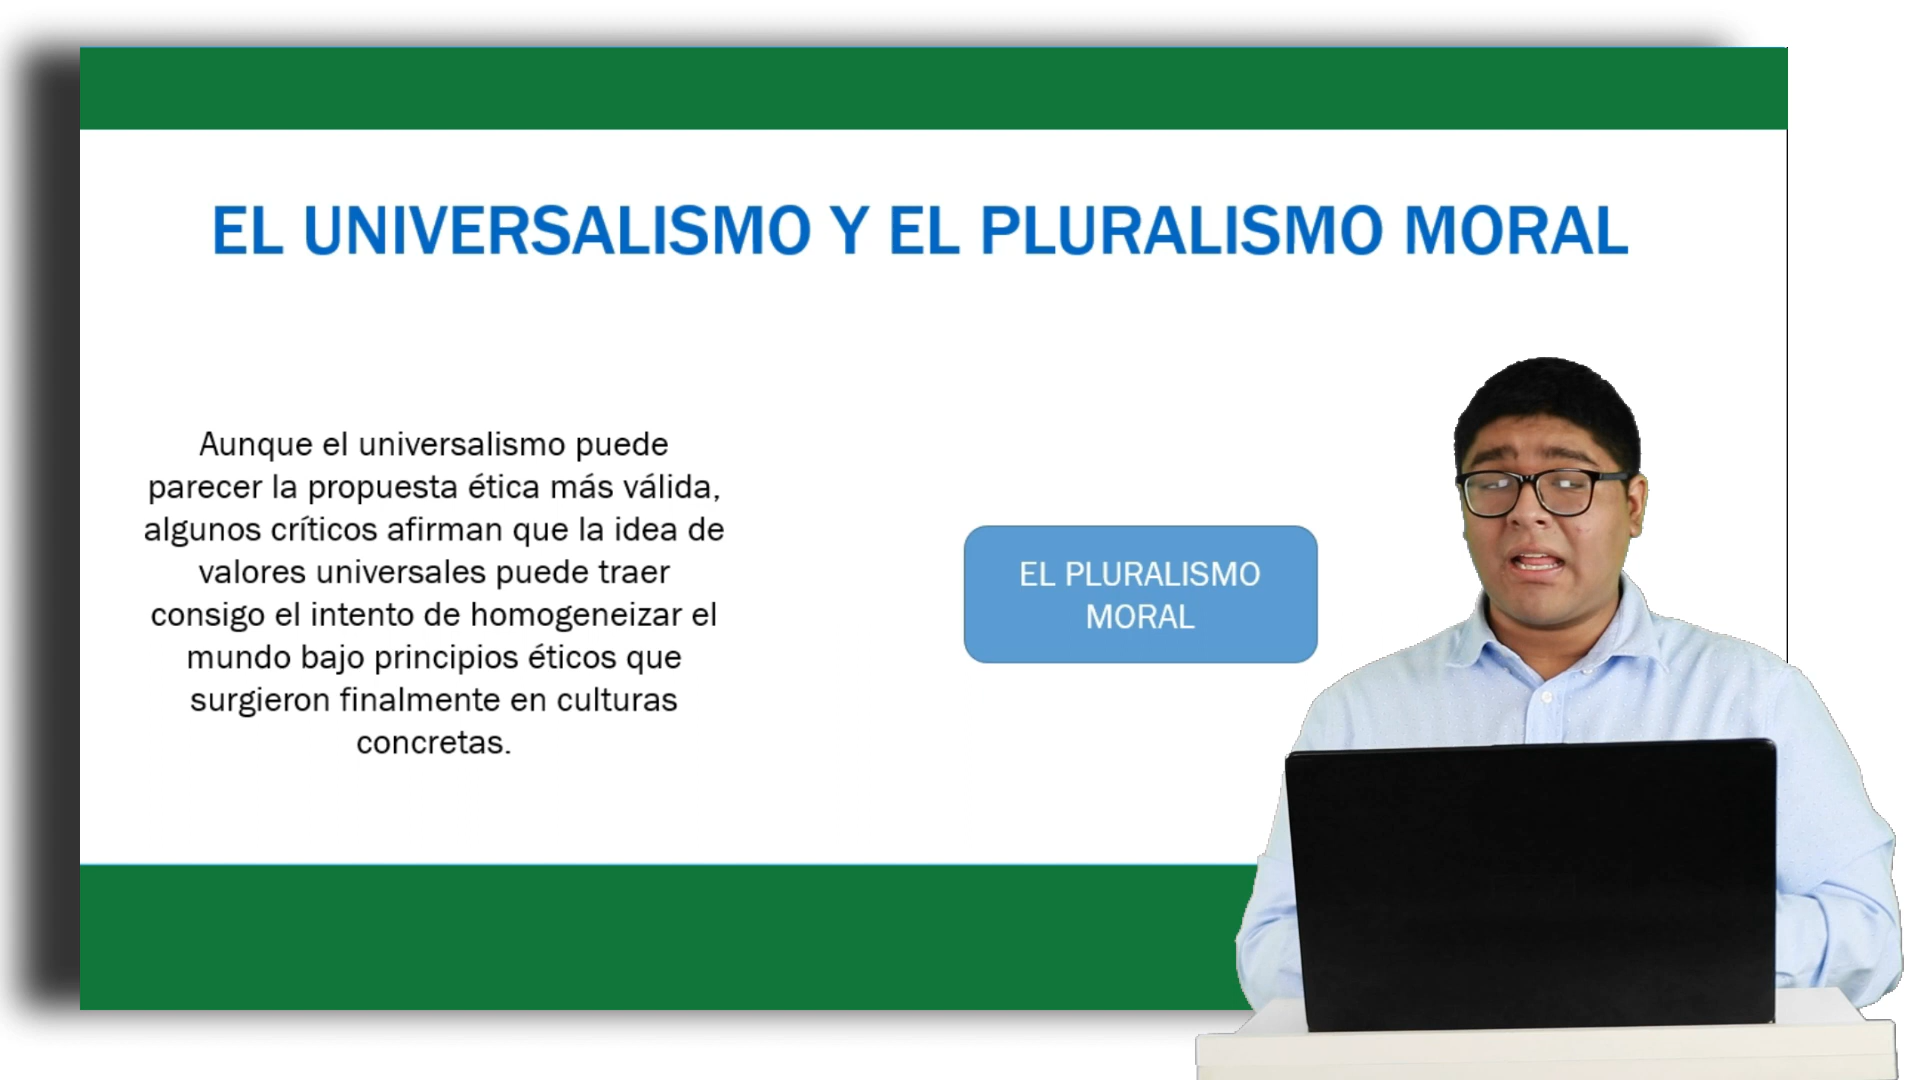 EL UNIVERSALISMO Y EL PLURALISMO MORAL
Aunque el universalismo puede
parecer la propuesta ética más válida,
algunos críticos afirman que la idea de
valores universales puede traer
consigo el intento de homogeneizar el
mundo bajo principios éticos que
surgieron finalmente en culturas
concretas.
EL PLURALISMO
MORAL